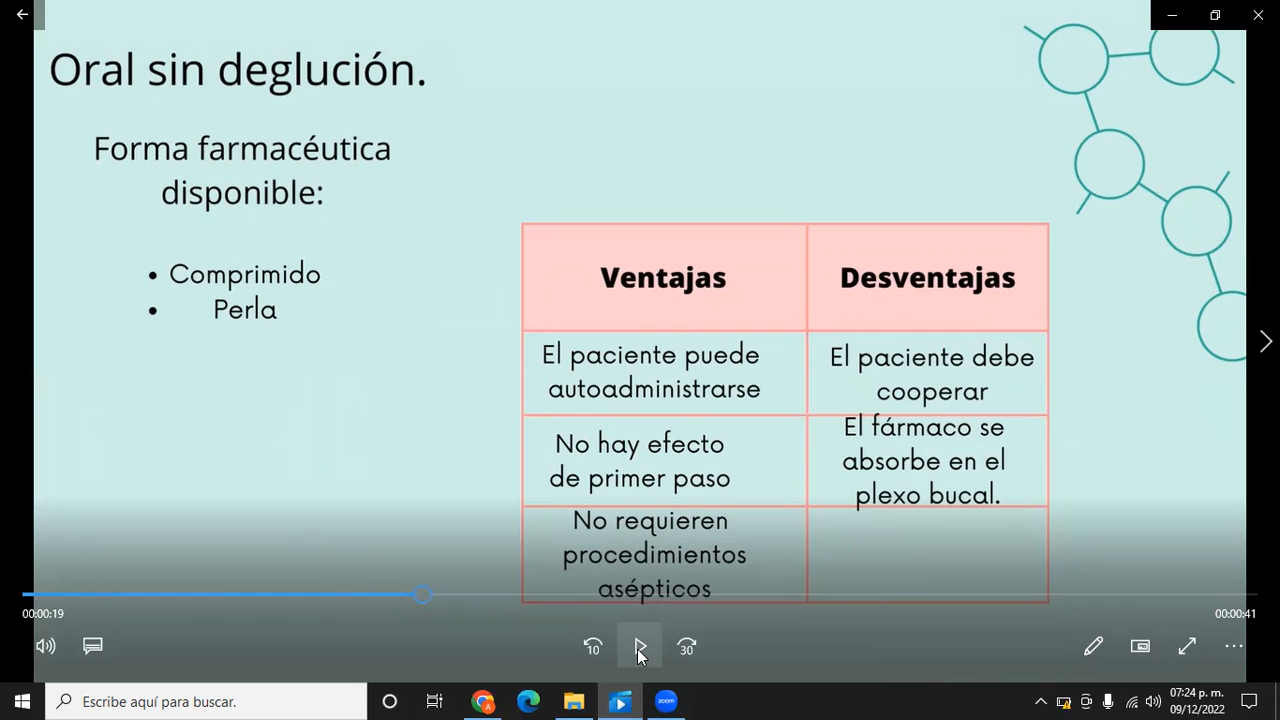 Oral sin deglución.
Forma farmacéutica
disponible:
• Comprimido
• Perla
Ventajas
Desventajas
El paciente puede
autoadministrarse
El paciente debe
cooperar
No hay efecto
de primer paso
El fármaco se
absorbe en el
plexo bucal.
No requieren
procedimientos
asépticos
00:00:19
00:00:41
10
30
Escribe aquí para buscar.
zoom
07:24 p. m.
09/12/2022